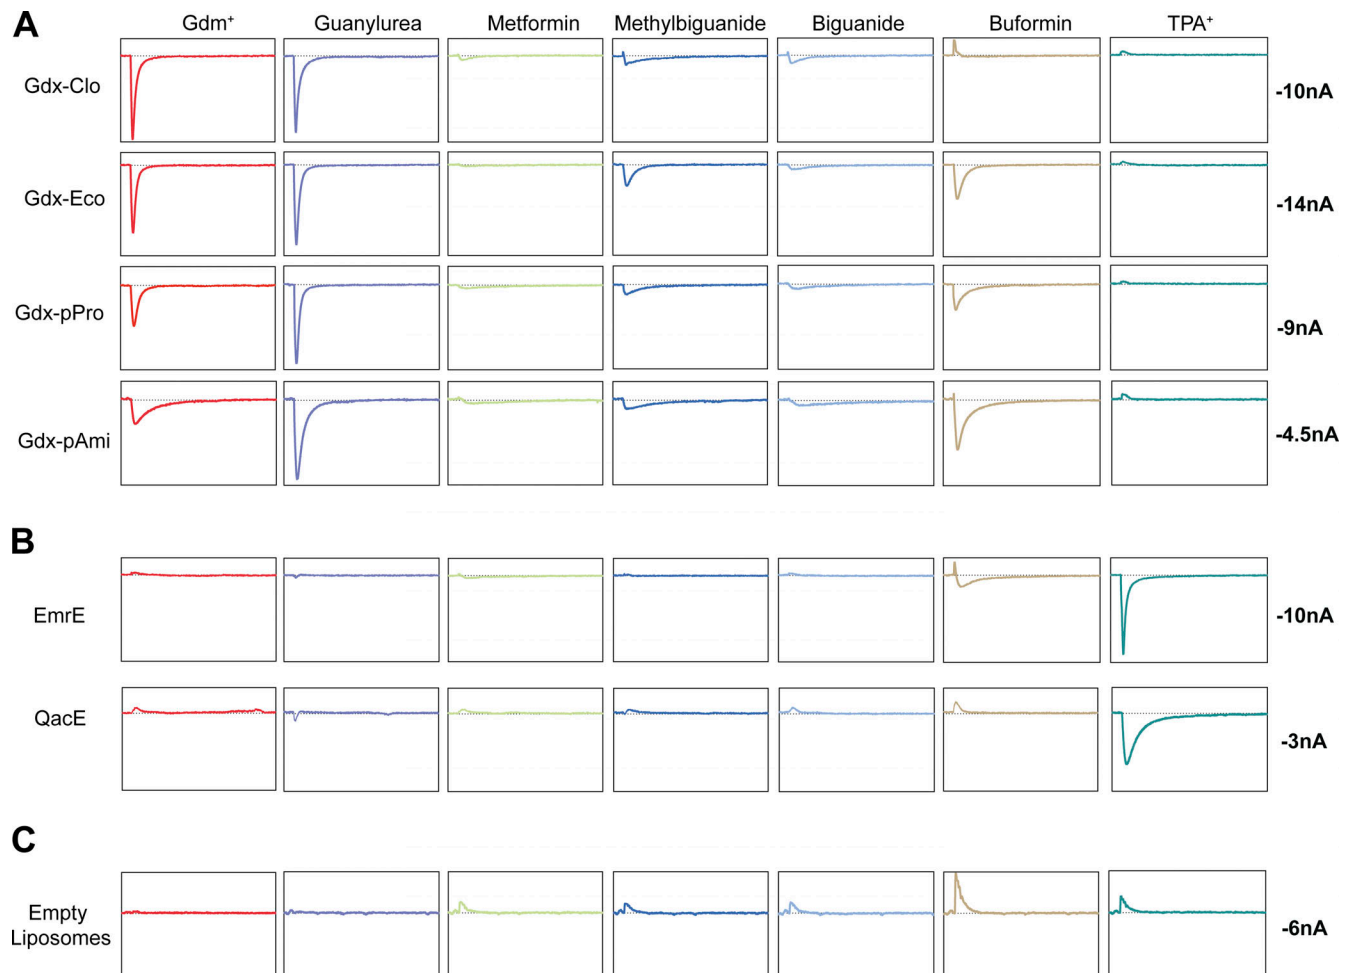 A
Gdm⁺ Guanylurea Metformin Methylbiguanide Biguanide Buformin TPA⁺
Gdx-Clo -10nA
Gdx-Eco -14nA
Gdx-pPro -9nA
Gdx-pAmi -4.5nA
B
EmrE -10nA
QacE -3nA
C
Empty
Liposomes -6nA